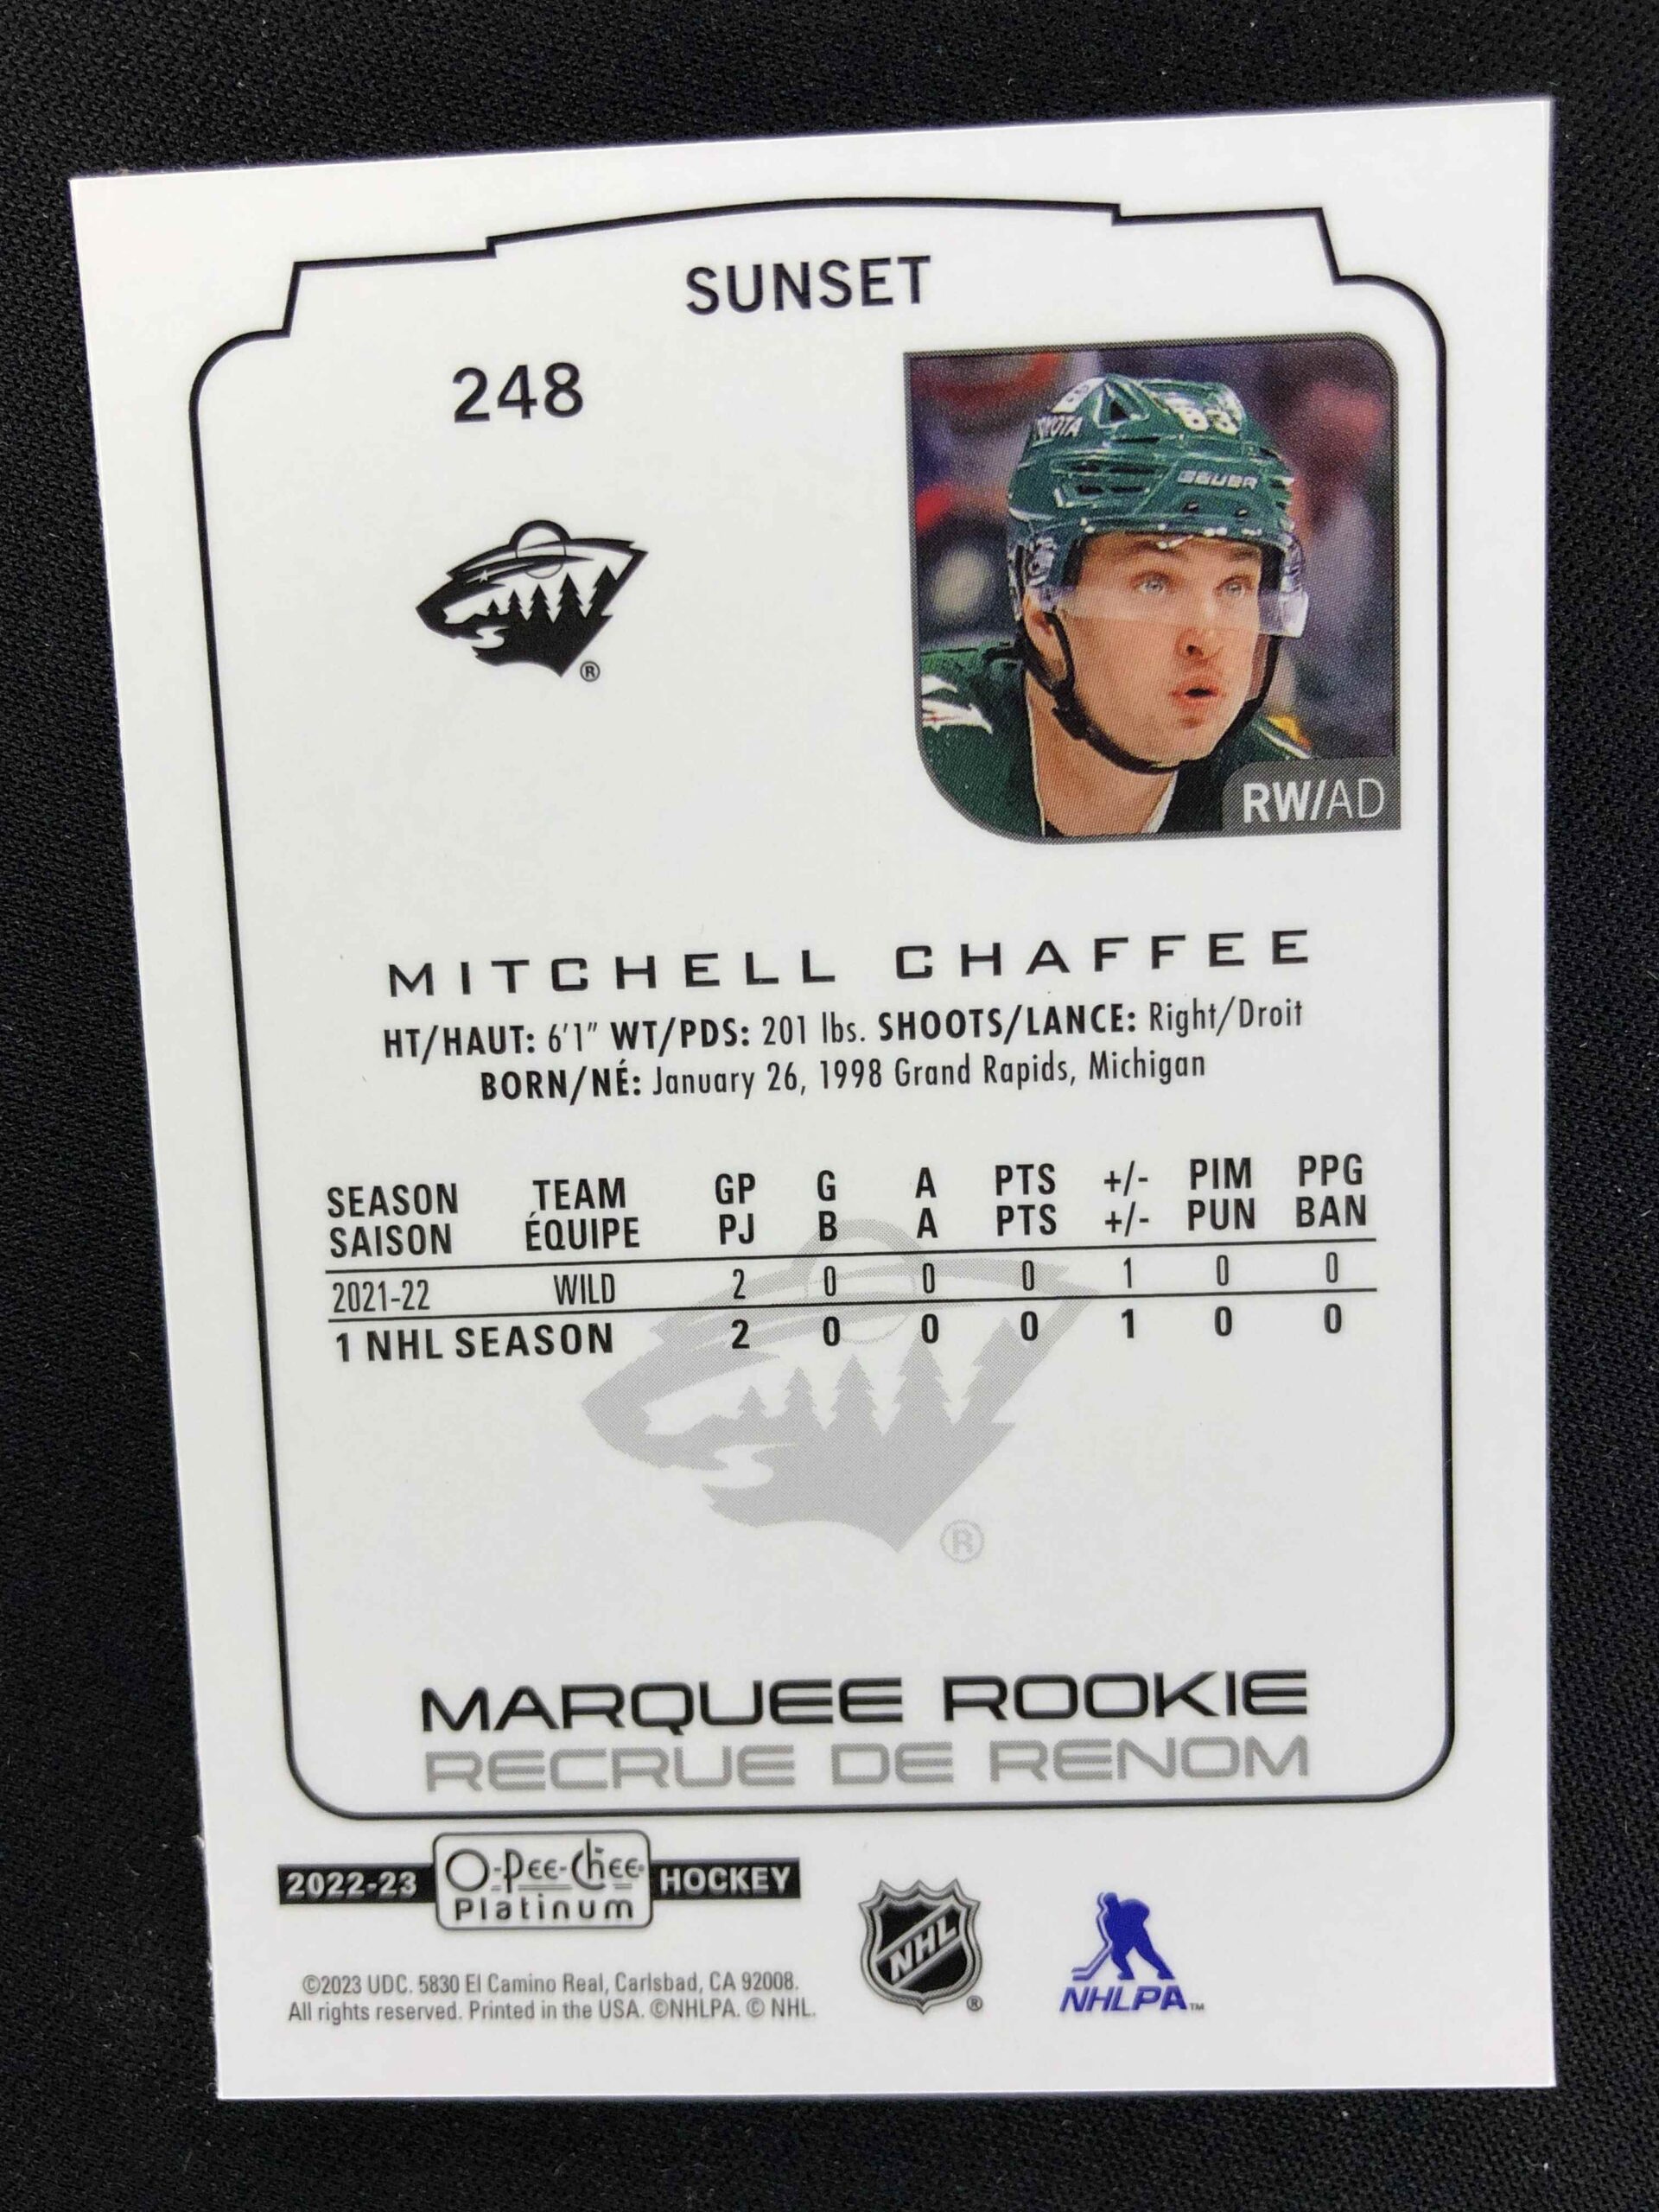 SUNSET
248
TOYOTA
83
BAUER
®
RW/AD
MITCHELL CHAFFEE
HT/HAUT: 6'1" WT/PDS: 201 lbs. SHOOTS/LANCE: Right/Droit
BORN/NÉ: January 26, 1998 Grand Rapids, Michigan
SEASON TEAM GP G A PTS +/- PIM PPG
SAISON ÉQUIPE PJ B A PTS +/- PUN BAN
2021-22 WILD 2 0 0 0 1 0 0
1 NHL SEASON 2 0 0 0 1 0 0
®
MARQUEE ROOKIE
RECRUE DE RENOM
2022-23 O-Pee-Chee® HOCKEY
Platinum
NHL ®
NHLPA™
©2023 UDC. 5830 El Camino Real, Carlsbad, CA 92008.
All rights reserved. Printed in the USA. ©NHLPA. © NHL.